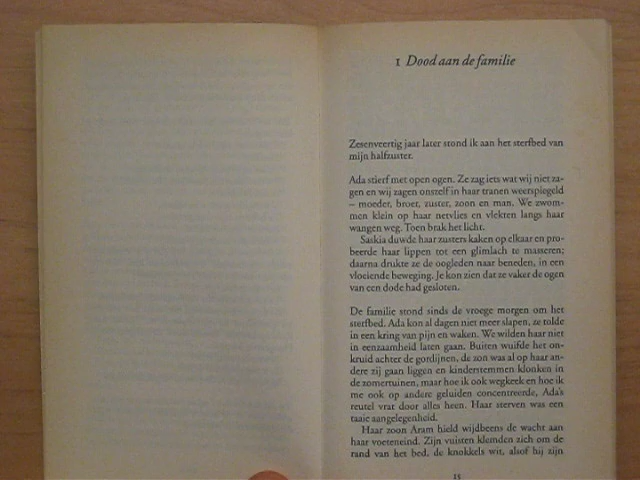 1 Dood aan de familie
Zesenveertig jaar later stond ik aan het sterfbed van
mijn halfzuster.
Ada stierf met open ogen. Ze zag iets wat wij niet za-
gen en wij zagen onszelf in haar tranen weerspiegeld
– moeder, broer, zuster, zoon en man. We zwom-
men klein op haar netvlies en vlekten langs haar
wangen weg. Toen brak het licht.
Saskia duwde haar zusters kaken op elkaar en pro-
beerde haar lippen tot een glimlach te masseren;
daarna drukte ze de oogleden naar beneden, in een
vloeiende beweging. Je kon zien dat ze vaker de ogen
van een dode had gesloten.
De familie stond sinds de vroege morgen om het
sterfbed. Ada kon al dagen niet meer slapen, ze tolde
in een kring van pijn en waken. We wilden haar niet
in eenzaamheid laten gaan. Buiten wuifde het on-
kruid achter de gordijnen, de zon was al op haar an-
dere zij gaan liggen en kinderstemmen klonken in
de zomertuinen, maar hoe ik ook wegkeek en hoe ik
me ook op andere geluiden concentreerde, Ada's
reutel vrat door alles heen. Haar sterven was een
taaie aangelegenheid.
Haar zoon Aram hield wijdbeens de wacht aan
haar voeteneind. Zijn vuisten klemden zich om de
rand van het bed, de knokkels wit, alsof hij zijn
15